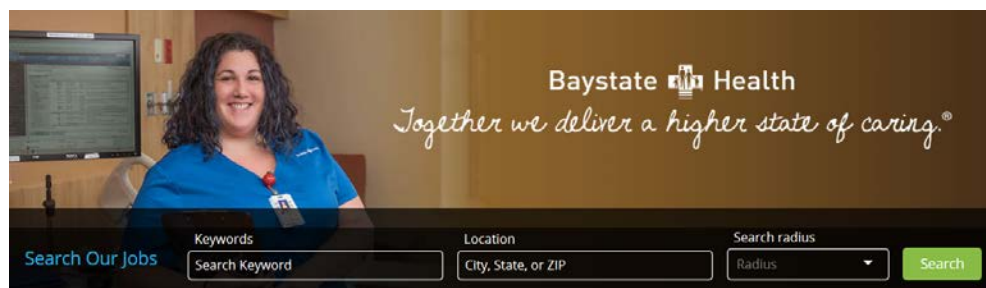 Baystate Health
Together we deliver a higher state of caring.®
Keywords
Location
Search radius
Search Our Jobs
Search Keyword
City, State, or ZIP
Radius
Search